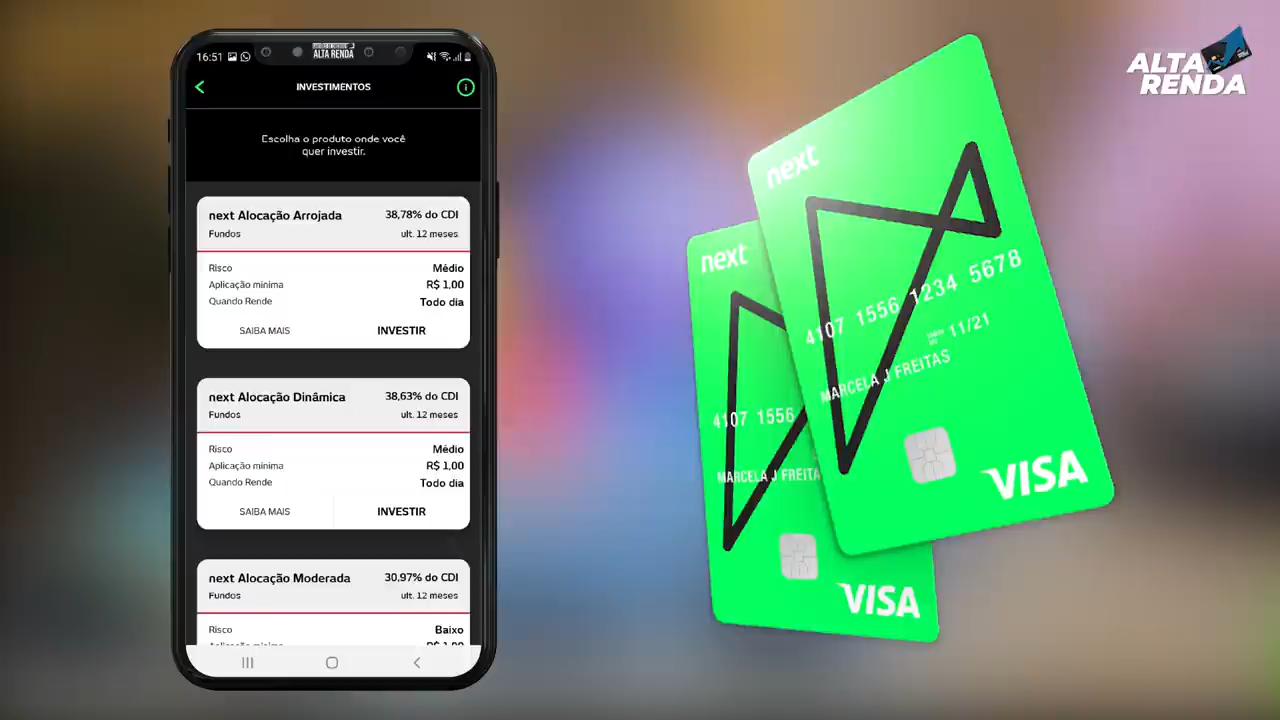 16:51
ALTA RENDA
INVESTIMENTOS
Escolha o produto onde você
quer investir.
next Alocação Arrojada 38,78% do CDI
Fundos ult. 12 meses
Risco Médio
Aplicação mínima R$ 1,00
Quando Rende Todo dia
SAIBA MAIS INVESTIR
next Alocação Dinâmica 38,63% do CDI
Fundos ult. 12 meses
Risco Médio
Aplicação mínima R$ 1,00
Quando Rende Todo dia
SAIBA MAIS INVESTIR
next Alocação Moderada 30,97% do CDI
Fundos ult. 12 meses
Risco Baixo
Aplicação mínima R$ 1,00
next
4107 1556
MARCELA J FREITA
VISA
next
4107 1556 1234 5678
11/21
MARCELA J FREITAS
VISA
ALTA
RENDA